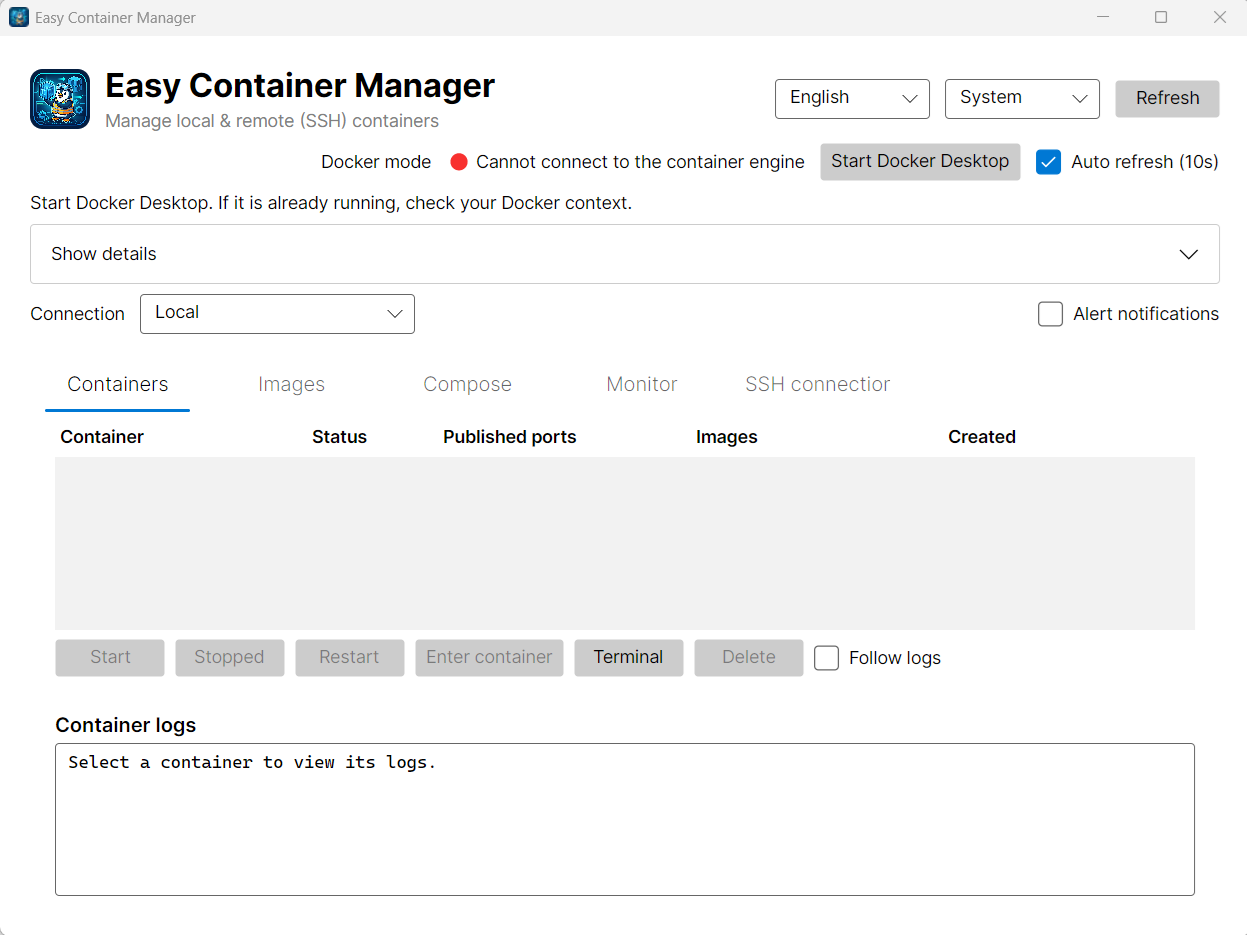 Easy Container Manager
Easy Container Manager
Manage local & remote (SSH) containers
English
System
Refresh
Docker mode
Cannot connect to the container engine
Start Docker Desktop
Auto refresh (10s)
Start Docker Desktop. If it is already running, check your Docker context.
Show details
Connection
Local
Alert notifications
Containers
Images
Compose
Monitor
SSH connectior
Container
Status
Published ports
Images
Created
Start
Stopped
Restart
Enter container
Terminal
Delete
Follow logs
Container logs
Select a container to view its logs.